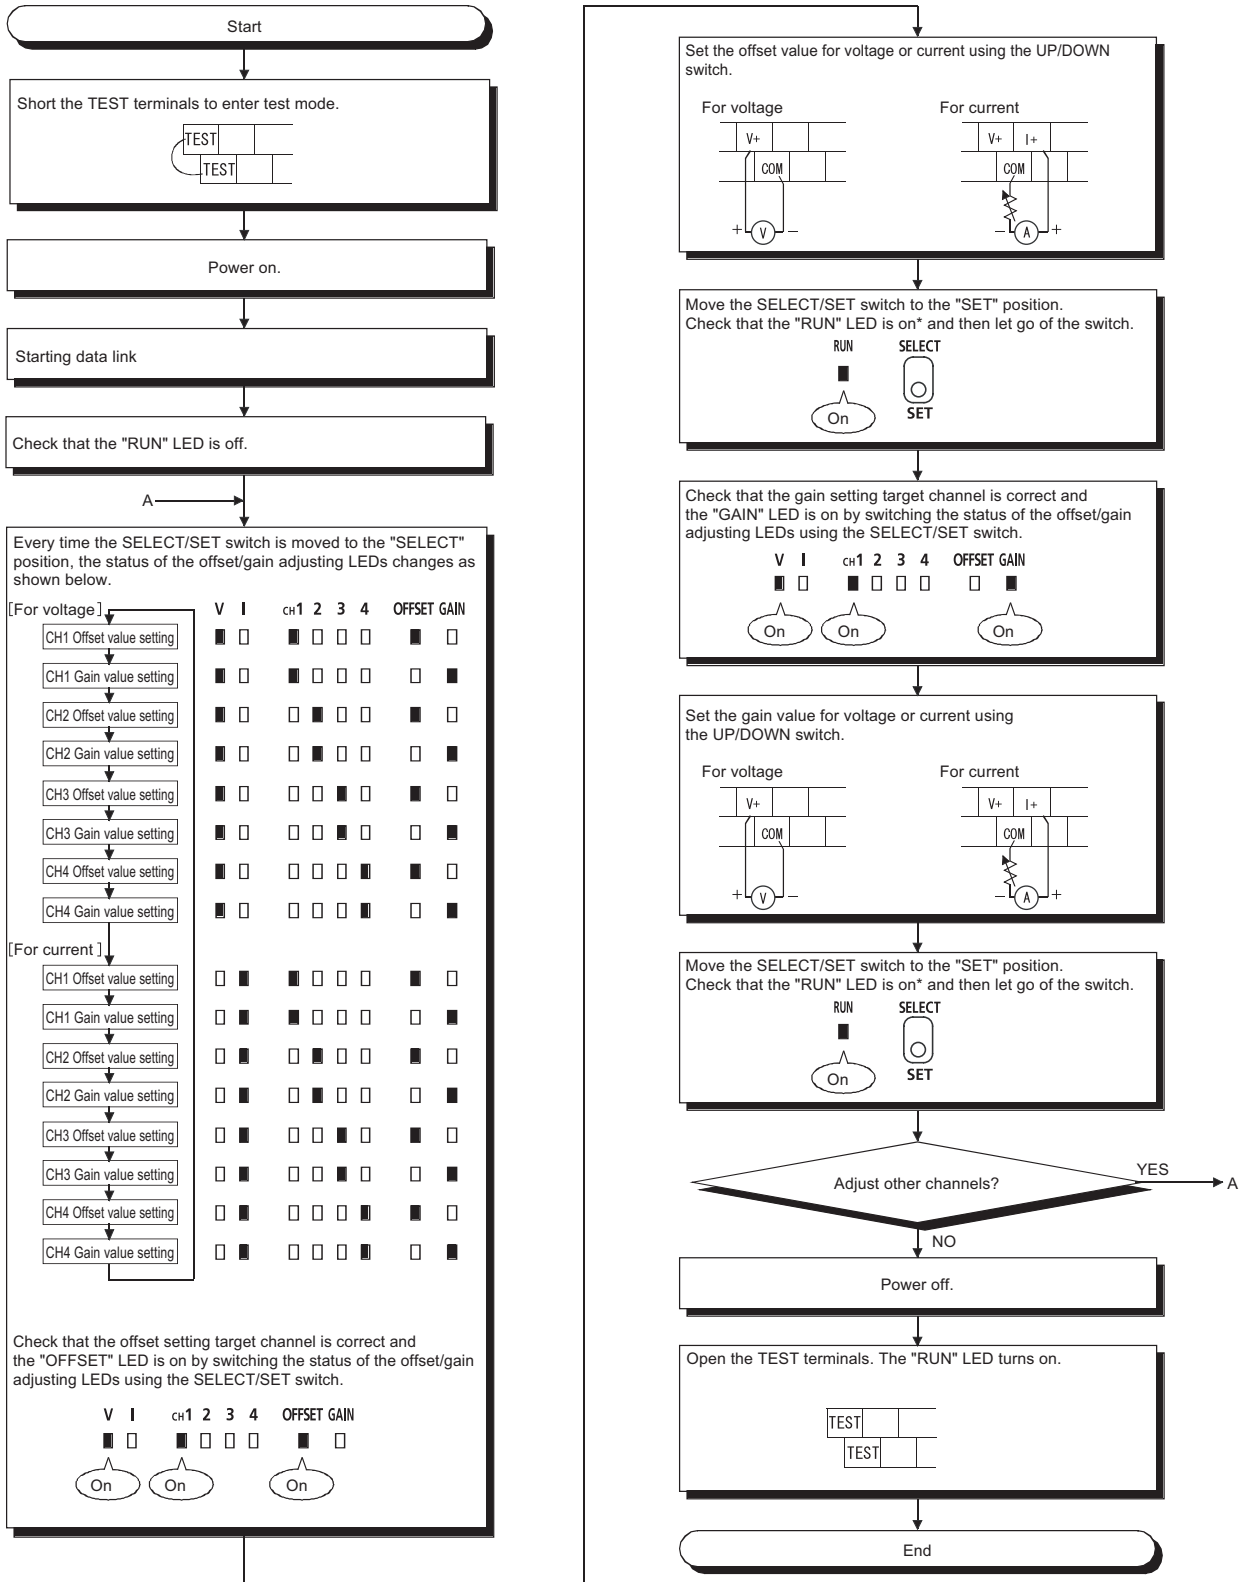 Start
Short the TEST terminals to enter test mode.
TEST
TEST
Power on.
Starting data link
Check that the "RUN" LED is off.
A
Every time the SELECT/SET switch is moved to the "SELECT"
position, the status of the offset/gain adjusting LEDs changes as
shown below.
[For voltage] V I CH1 2 3 4 OFFSET GAIN
CH1 Offset value setting
CH1 Gain value setting
CH2 Offset value setting
CH2 Gain value setting
CH3 Offset value setting
CH3 Gain value setting
CH4 Offset value setting
CH4 Gain value setting
[For current]
CH1 Offset value setting
CH1 Gain value setting
CH2 Offset value setting
CH2 Gain value setting
CH3 Offset value setting
CH3 Gain value setting
CH4 Offset value setting
CH4 Gain value setting
Check that the offset setting target channel is correct and
the "OFFSET" LED is on by switching the status of the offset/gain
adjusting LEDs using the SELECT/SET switch.
V I CH1 2 3 4 OFFSET GAIN
On On On
Set the offset value for voltage or current using the UP/DOWN
switch.
For voltage For current
V+ V+ I+
COM COM
+ V - - A +
Move the SELECT/SET switch to the "SET" position.
Check that the "RUN" LED is on* and then let go of the switch.
RUN SELECT
On SET
Check that the gain setting target channel is correct and
the "GAIN" LED is on by switching the status of the offset/gain
adjusting LEDs using the SELECT/SET switch.
V I CH1 2 3 4 OFFSET GAIN
On On On
Set the gain value for voltage or current using
the UP/DOWN switch.
For voltage For current
V+ V+ I+
COM COM
+ V - - A +
Move the SELECT/SET switch to the "SET" position.
Check that the "RUN" LED is on* and then let go of the switch.
RUN SELECT
On SET
Adjust other channels?
YES
A
NO
Power off.
Open the TEST terminals. The "RUN" LED turns on.
TEST
TEST
End